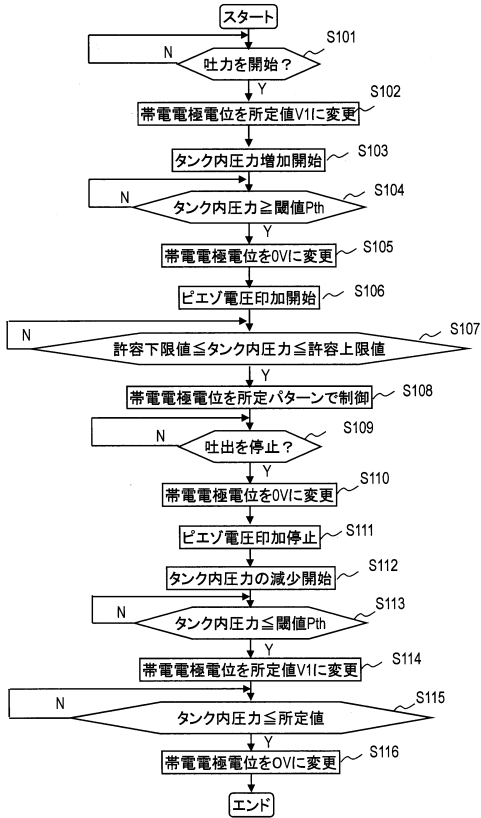 スタート
S101
N
吐力を開始？
Y
S102
帯電電極電位を所定値V1に変更
S103
タンク内圧力増加開始
S104
N
タンク内圧力≧閾値Pth
Y
S105
帯電電極電位を0Vに変更
S106
ピエゾ電圧印加開始
S107
N
許容下限値≦タンク内圧力≦許容上限値
Y
S108
帯電電極電位を所定パターンで制御
S109
N
吐出を停止？
Y
S110
帯電電極電位を0Vに変更
S111
ピエゾ電圧印加停止
S112
タンク内圧力の減少開始
S113
N
タンク内圧力≦閾値Pth
Y
S114
帯電電極電位を所定値V1に変更
S115
N
タンク内圧力≦所定値
Y
S116
帯電電極電位をOVに変更
エンド